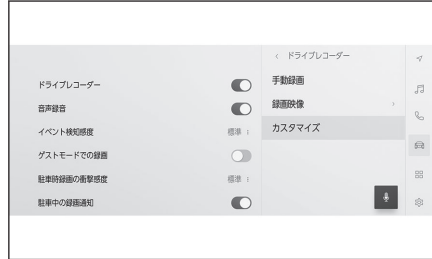 ドライブレコーダー
音声録音
イベント検知感度 標準
ゲストモードでの録画
駐車時録画の衝撃感度 標準
駐車中の録画通知
ドライブレコーダー
手動録画
録画映像
カスタマイズ